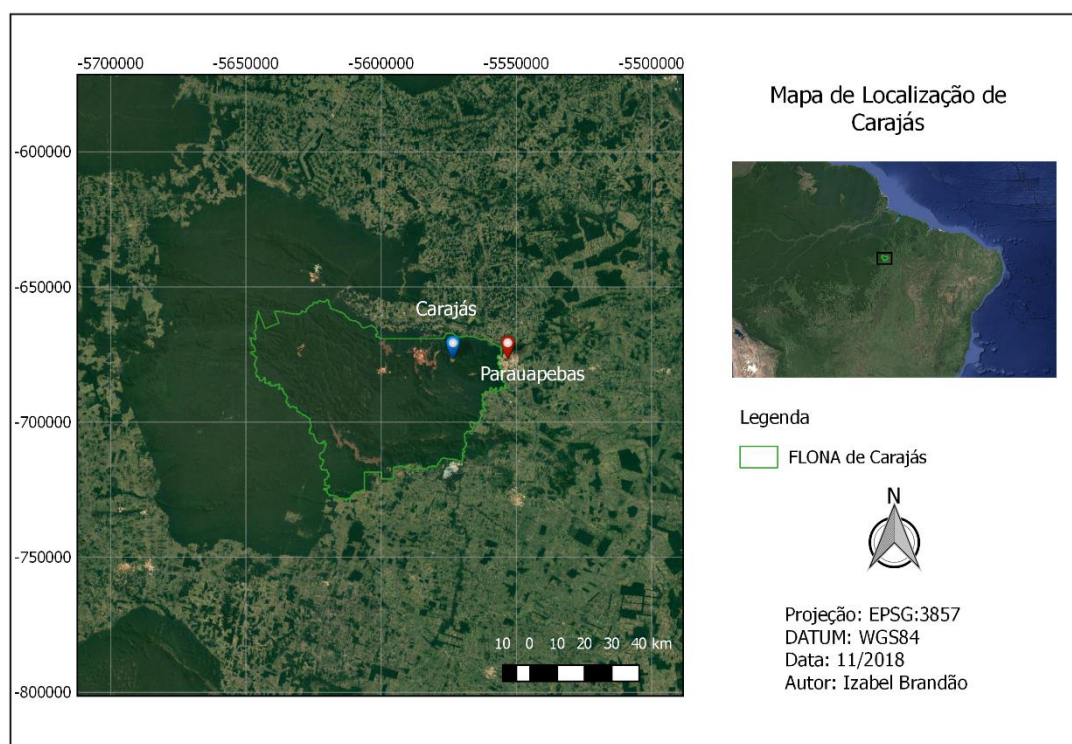 -5700000 -5650000 -5600000 -5550000 -5500000
-600000
-650000
-700000
-750000
-800000
Carajás
Parauapebas
10 0 10 20 30 40 km
Mapa de Localização de
Carajás
Legenda
FLONA de Carajás
N
Projeção: EPSG:3857
DATUM: WGS84
Data: 11/2018
Autor: Izabel Brandão